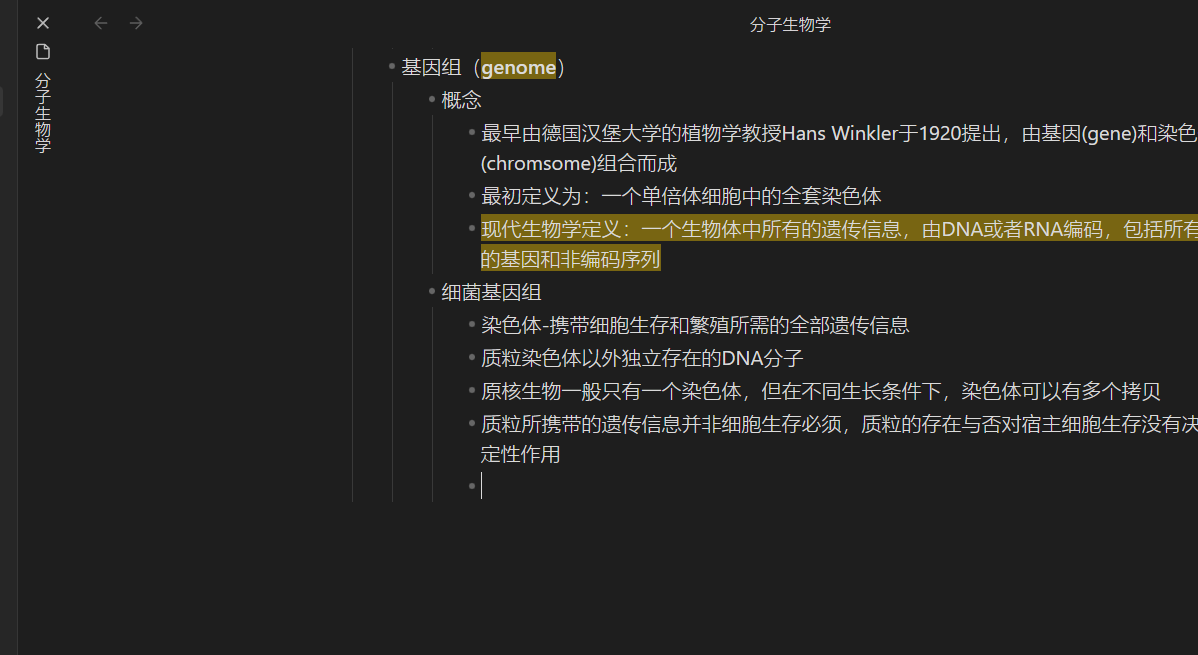 分子生物学
分子生物学
基因组（genome）
概念
最早由德国汉堡大学的植物学教授Hans Winkler于1920提出，由基因(gene)和染色
(chromsome)组合而成
最初定义为：一个单倍体细胞中的全套染色体
现代生物学定义：一个生物体中所有的遗传信息，由DNA或者RNA编码，包括所有
的基因和非编码序列
细菌基因组
染色体-携带细胞生存和繁殖所需的全部遗传信息
质粒染色体以外独立存在的DNA分子
原核生物一般只有一个染色体，但在不同生长条件下，染色体可以有多个拷贝
质粒所携带的遗传信息并非细胞生存必须，质粒的存在与否对宿主细胞生存没有决
定性作用